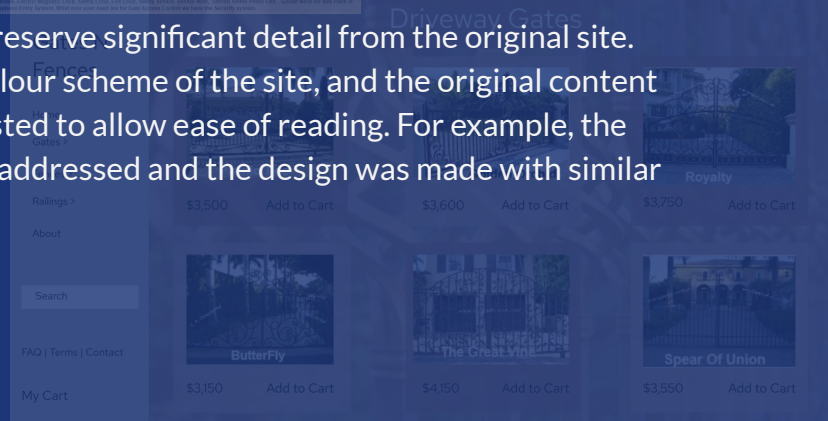 Driveway Gates
reserve significant detail from the original site.
Fences
lour scheme of the site, and the original content
sted to allow ease of reading. For example, the
Gates >
addressed and the design was made with similar
Royalty
Railings >
$3,500 Add to Cart $3,600 Add to Cart $3,750 Add to Cart
About
Search
ButterFly The Great Vine Spear Of Union
FAQ | Terms | Contact
$3,150 Add to Cart $4,150 Add to Cart $3,550 Add to Cart
My Cart